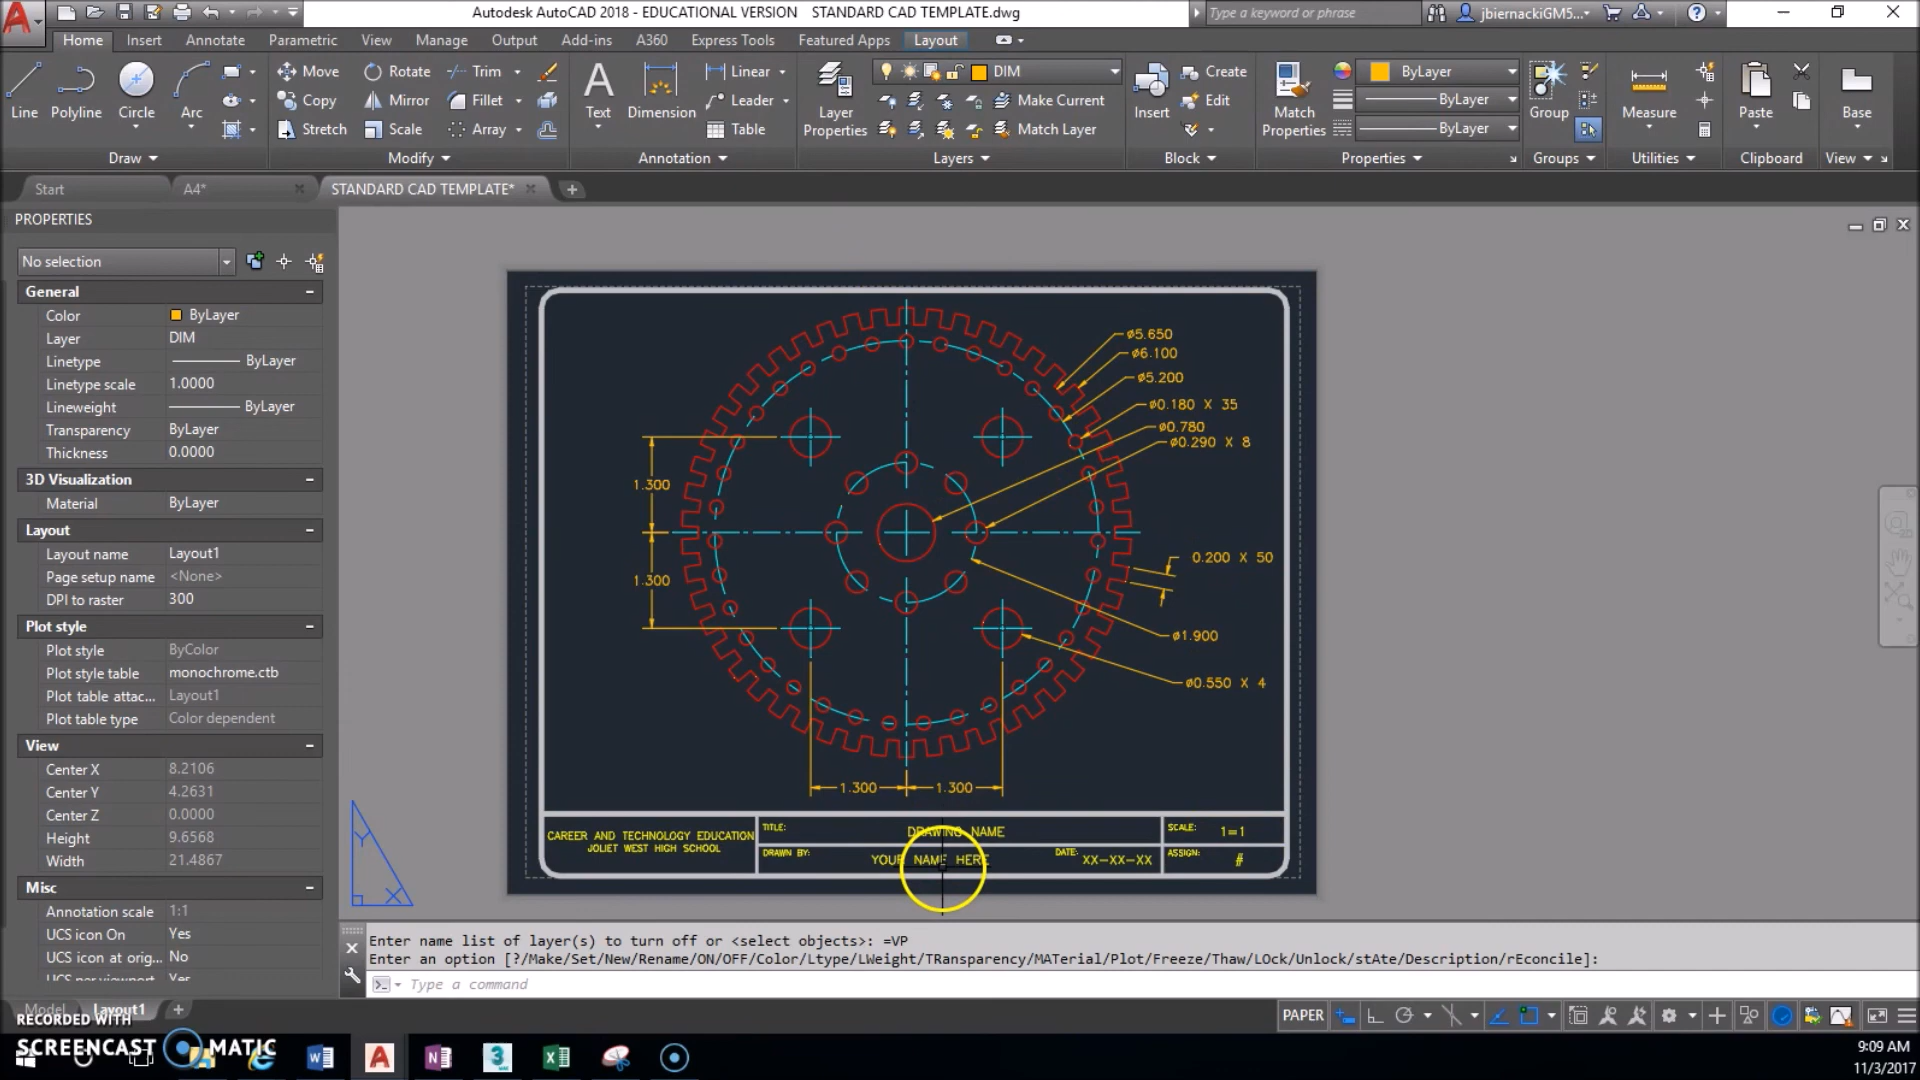 Autodesk AutoCAD 2018 - EDUCATIONAL VERSION STANDARD CAD TEMPLATE.dwg
Type a keyword or phrase
jbiernackiGM5...
Home Insert Annotate Parametric View Manage Output Add-ins A360 Express Tools Featured Apps Layout
Line Polyline Circle Arc
Move Rotate Trim
Copy Mirror Fillet
Stretch Scale Array
Text Dimension
Linear
Leader
Table
Layer Properties
DIM
Make Current
Match Layer
Insert
Create
Edit
Match Properties
ByLayer
ByLayer
ByLayer
Group Measure Paste Base
Draw Modify Annotation Layers Block Properties Groups Utilities Clipboard View
Start A4* STANDARD CAD TEMPLATE*
PROPERTIES
No selection
General
Color ByLayer
Layer DIM
Linetype ByLayer
Linetype scale 1.0000
Lineweight ByLayer
Transparency ByLayer
Thickness 0.0000
3D Visualization
Material ByLayer
Layout
Layout name Layout1
Page setup name <None>
DPI to raster 300
Plot style
Plot style ByColor
Plot style table monochrome.ctb
Plot table attac... Layout1
Plot table type Color dependent
View
Center X 8.2106
Center Y 4.2631
Center Z 0.0000
Height 9.6568
Width 21.4867
Misc
Annotation scale 1:1
UCS icon On Yes
UCS icon at orig... No
UCS per viewport Yes
ø5.650
ø6.100
ø5.200
ø0.180 X 35
ø0.780
ø0.290 X 8
1.300
0.200 X 50
1.300
ø1.900
ø0.550 X 4
1.300 1.300
CAREER AND TECHNOLOGY EDUCATION
JOLIET WEST HIGH SCHOOL
TITLE: DRAWING NAME
SCALE: 1=1
DRAWN BY: YOUR NAME HERE
DATE: XX-XX-XX
ASSIGN: #
Y
X
Enter name list of layer(s) to turn off or <select objects>: =VP
Enter an option [?/Make/Set/New/Rename/ON/OFF/Color/Ltype/LWeight/TRansparency/MATerial/Plot/Freeze/Thaw/LOck/Unlock/stAte/Description/rEconcile]:
Type a command
Model Layout1
PAPER
RECORDED WITH
SCREENCAST MATIC
9:09 AM
11/3/2017